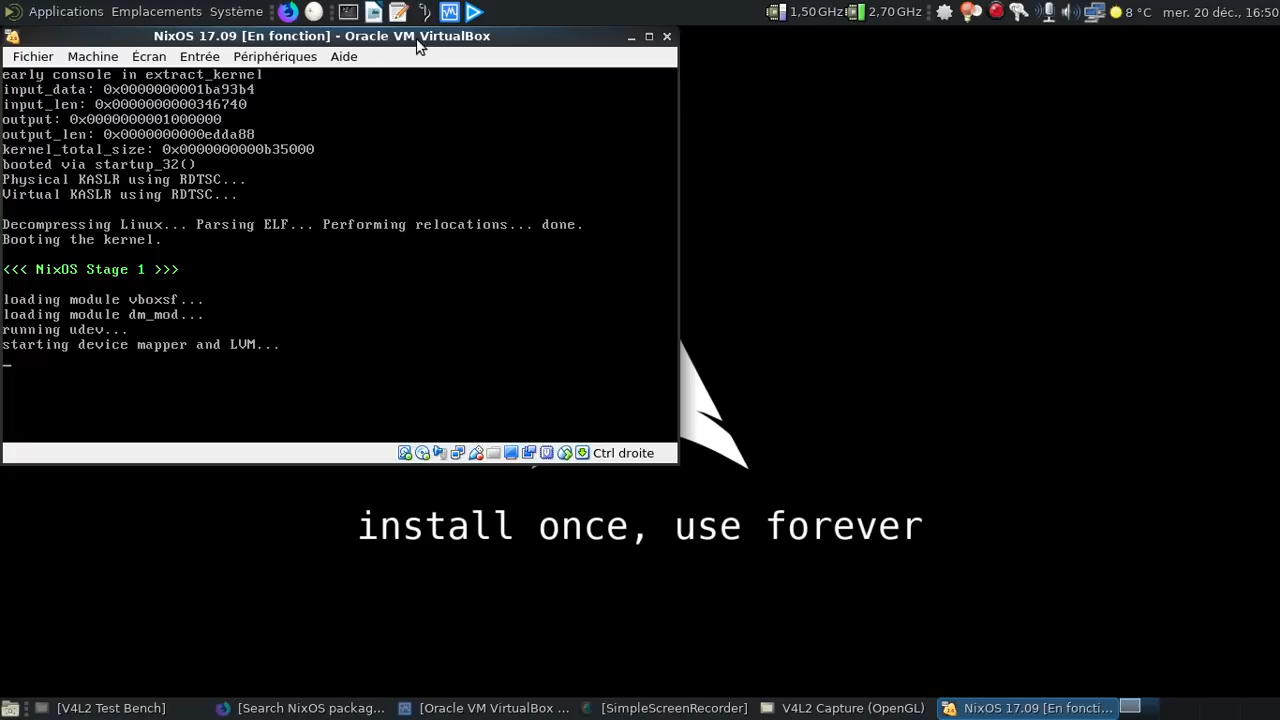 Applications Emplacements Système 1,50 GHz 2,70 GHz 8 °C mer. 20 déc., 16:50
NixOS 17.09 [En fonction] - Oracle VM VirtualBox
Fichier Machine Écran Entrée Périphériques Aide
early console in extract_kernel
input_data: 0x0000000001ba93b4
input_len: 0x0000000000346740
output: 0x0000000001000000
output_len: 0x0000000000edda88
kernel_total_size: 0x0000000000b35000
booted via startup_32()
Physical KASLR using RDTSC...
Virtual KASLR using RDTSC...
Decompressing Linux... Parsing ELF... Performing relocations... done.
Booting the kernel.
<<< NixOS Stage 1 >>>
loading module vboxsf...
loading module dm_mod...
running udev...
starting device mapper and LVM...
_
Ctrl droite
install once, use forever
[V4L2 Test Bench] [Search NixOS packag... [Oracle VM VirtualBox ... [SimpleScreenRecorder] V4L2 Capture (OpenGL) NixOS 17.09 [En foncti...